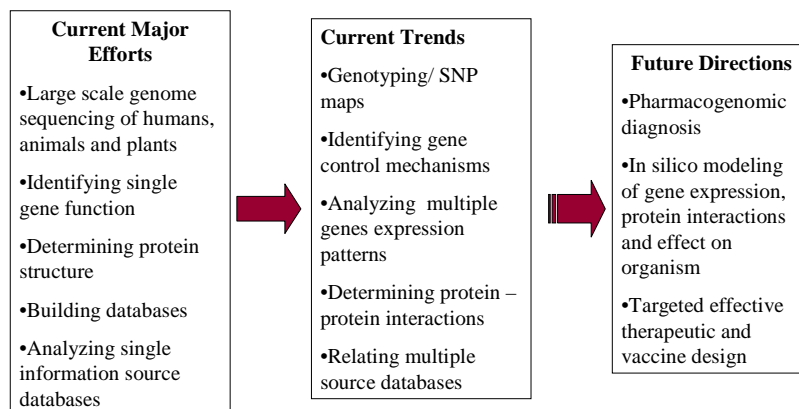 Current Major
Efforts
•Large scale genome
sequencing of humans,
animals and plants
•Identifying single
gene function
•Determining protein
structure
•Building databases
•Analyzing single
information source
databases
Current Trends
•Genotyping/ SNP
maps
•Identifying gene
control mechanisms
•Analyzing multiple
genes expression
patterns
•Determining protein –
protein interactions
•Relating multiple
source databases
Future Directions
•Pharmacogenomic
diagnosis
•In silico modeling
of gene expression,
protein interactions
and effect on
organism
•Targeted effective
therapeutic and
vaccine design